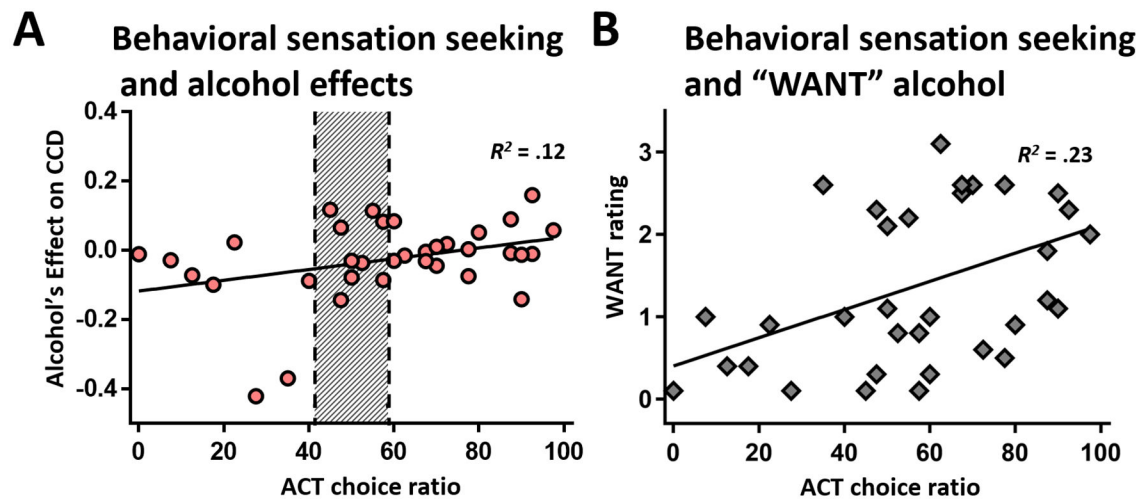 A
Behavioral sensation seeking
and alcohol effects
0.4
0.2
0.0
-0.2
-0.4
Alcohol's Effect on CCD
R² = .12
0 20 40 60 80 100
ACT choice ratio
B
Behavioral sensation seeking
and “WANT” alcohol
3
2
1
0
WANT rating
R² = .23
0 20 40 60 80 100
ACT choice ratio